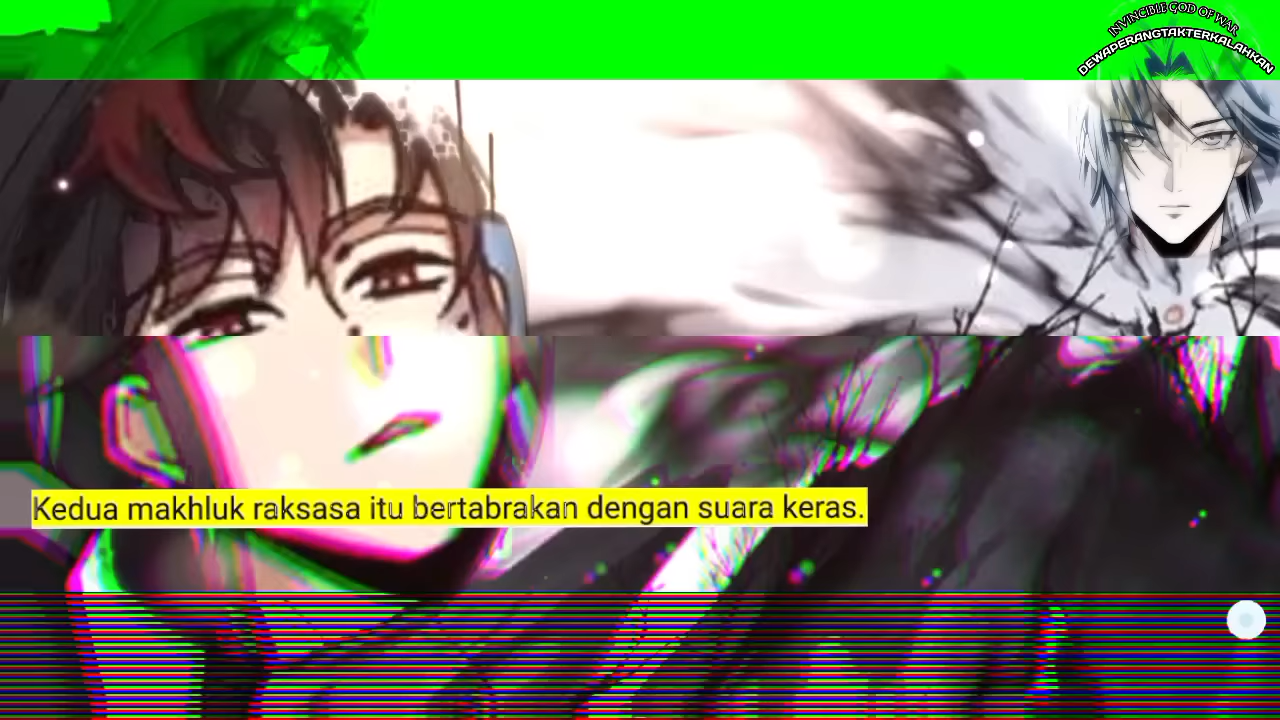 INVINCIBLE GOD OF WAR
DEWAPERANGTAKTERKALAHKAN
Kedua makhluk raksasa itu bertabrakan dengan suara keras.